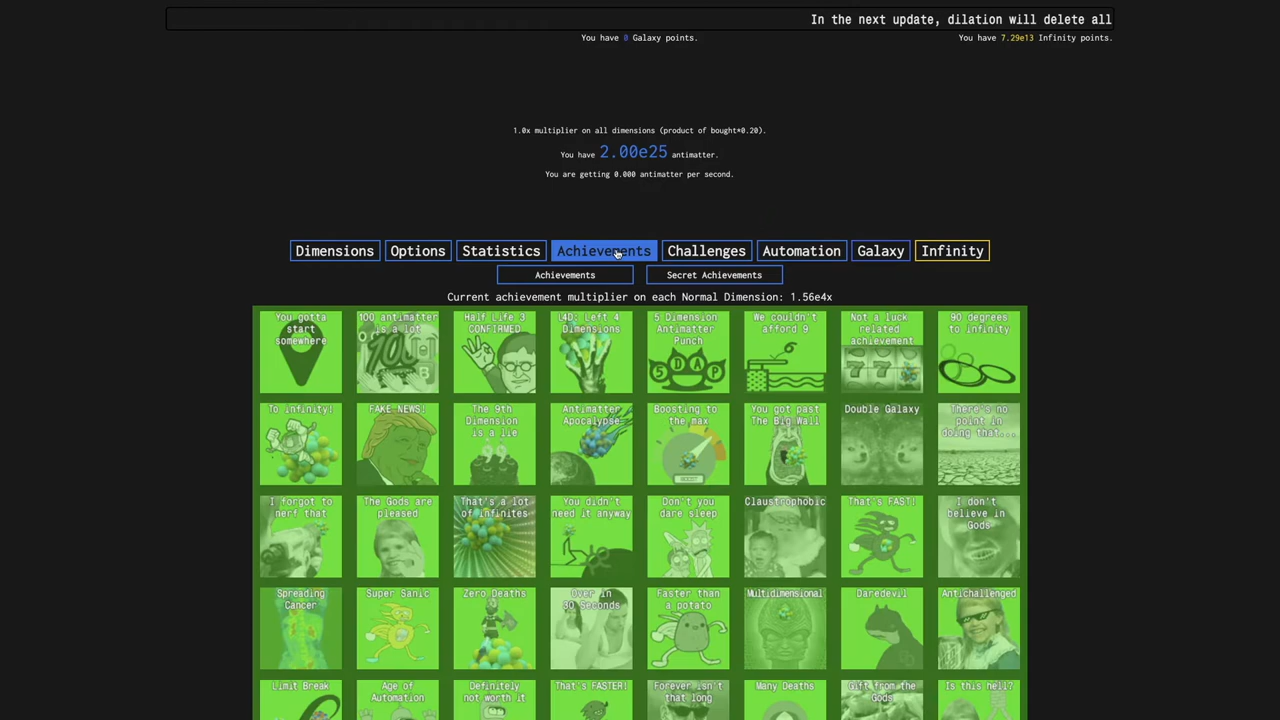 In the next update, dilation will delete all
You have 0 Galaxy points.
You have 7.29e13 Infinity points.
1.0x multiplier on all dimensions (product of bought*0.20).
You have 2.00e25 antimatter.
You are getting 0.000 antimatter per second.
Dimensions Options Statistics Achievements Challenges Automation Galaxy Infinity
Achievements Secret Achievements
Current achievement multiplier on each Normal Dimension: 1.56e4x
You gotta
start
somewhere
100 antimatter
is a lot
100
Half Life 3
CONFIRMED
L4D: Left 4
Dimensions
5 Dimension
Antimatter
Punch
5 D A P
We couldn't
afford 9
Not a luck
related
achievement
7 7
90 degrees
to infinity
To infinity!
FAKE NEWS!
The 9th
Dimension
is a lie
Antimatter
Apocalypse
Boosting to
the max
You got past
The Big Wall
Double Galaxy
There's no
point in
doing that...
I forgot to
nerf that
The Gods are
pleased
That's a lot
of infinites
You didn't
need it anyway
Don't you
dare sleep
Claustrophobic
That's FAST!
I don't
believe in
Gods
Spreading
Cancer
Super Sanic
Zero Deaths
Over in
30 Seconds
Faster than
a potato
Multidimensional
Daredevil
Antichallenged
Limit Break
Age of
Automation
Definitely
not worth it
That's FASTER!
Forever isn't
that long
Many Deaths
Gift from the
Gods
Is this hell?